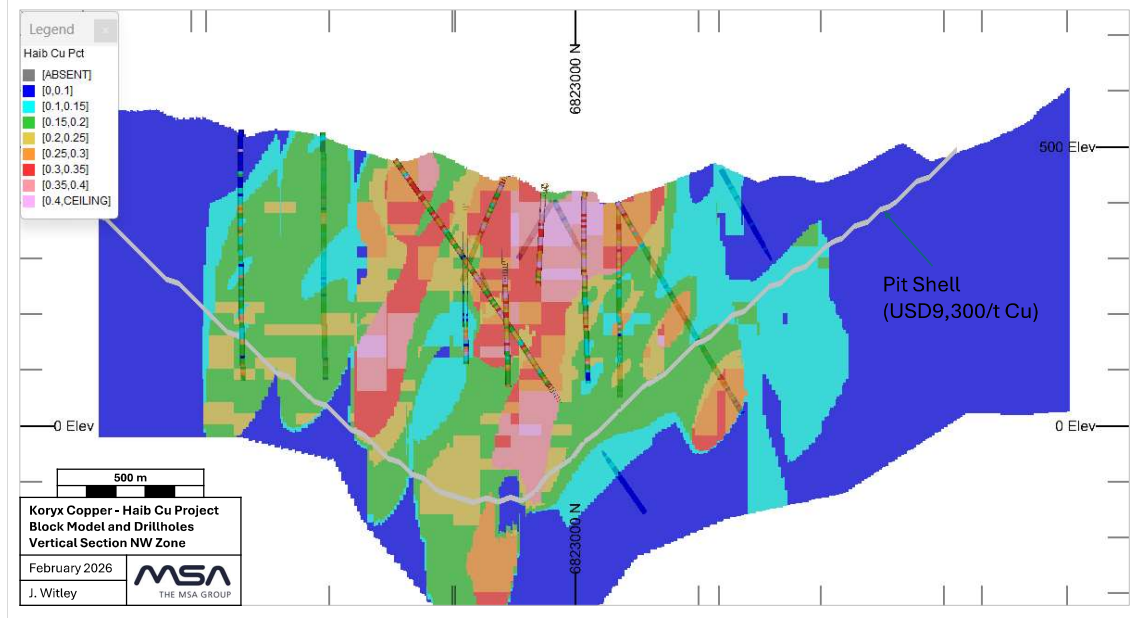 Legend
x
Haib Cu Pct
[ABSENT]
[0,0.1]
[0.1,0.15]
[0.15,0.2]
[0.2,0.25]
[0.25,0.3]
[0.3,0.35]
[0.35,0.4]
[0.4,CEILING]
6823000 N
500 Elev
Pit Shell
(USD9,300/t Cu)
0 Elev
0 Elev
6823000 N
500 m
Koryx Copper - Haib Cu Project
Block Model and Drillholes
Vertical Section NW Zone
February 2026
J. Witley
MSA
THE MSA GROUP